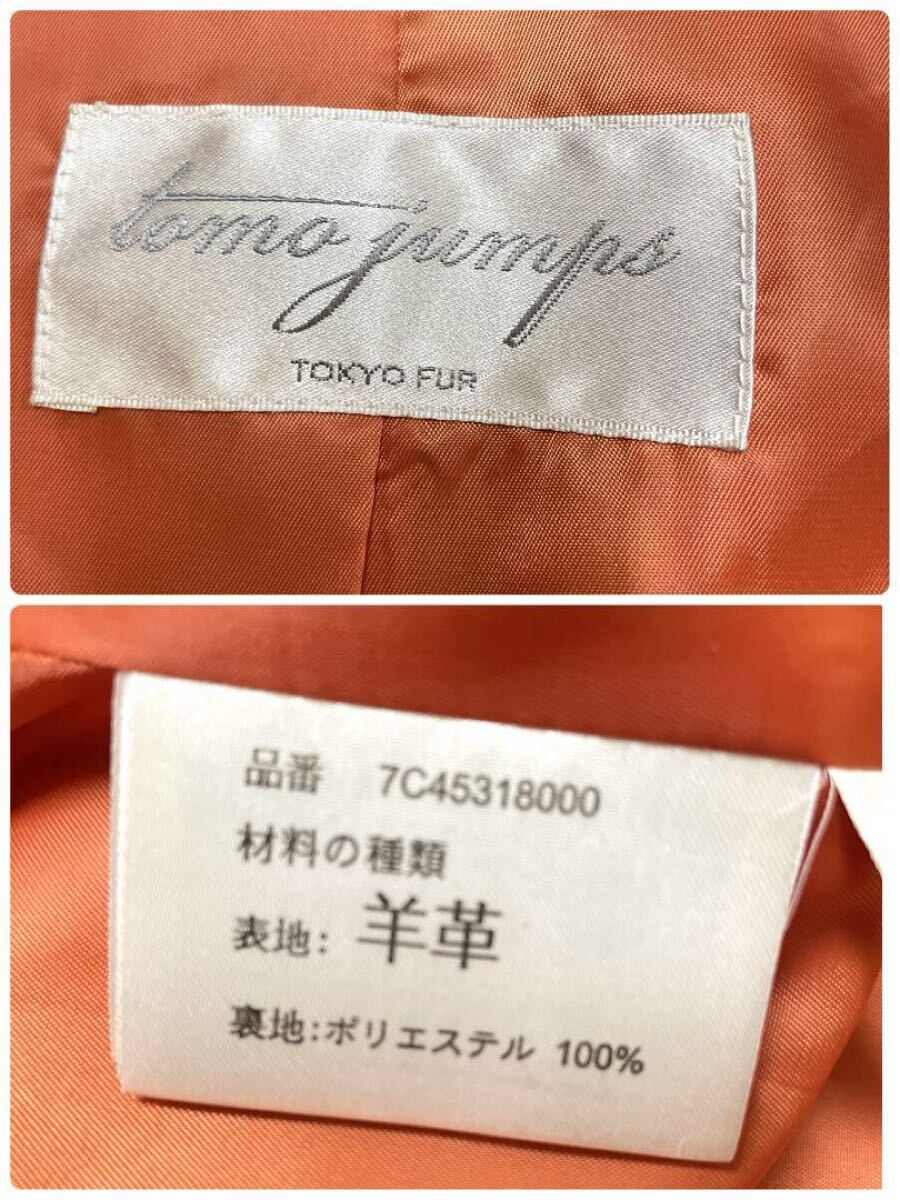 tomo jumps
TOKYO FUR
品番 7C45318000
材料の種類
表地: 羊革
裏地:ポリエステル 100%